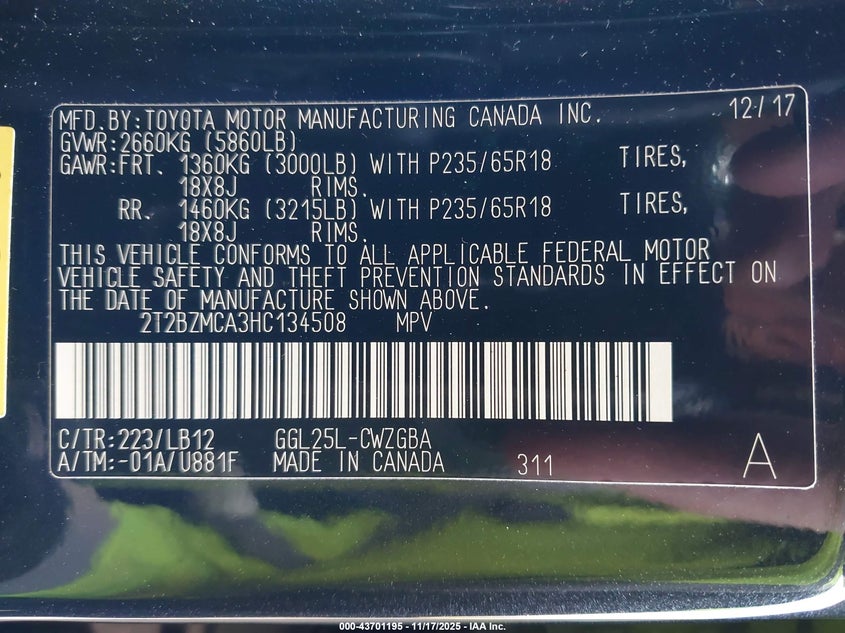 MFD.BY:TOYOTA MOTOR MANUFACTURING CANADA INC. 12/17
GVWR:2660KG (5860LB)
GAWR:FRT. 1360KG (3000LB) WITH P235/65R18 TIRES,
18X8J RIMS.
RR. 1460KG (3215LB) WITH P235/65R18 TIRES,
18X8J RIMS.
THIS VEHICLE CONFORMS TO ALL APPLICABLE FEDERAL MOTOR
VEHICLE SAFETY AND THEFT PREVENTION STANDARDS IN EFFECT ON
THE DATE OF MANUFACTURE SHOWN ABOVE.
2T2BZMCA3HC134508 MPV
C/TR:223/LB12 GGL25L-CWZGBA
A/TM:-01A/U881F MADE IN CANADA 311 A
000-43701195 - 11/17/2025 - IAA Inc.